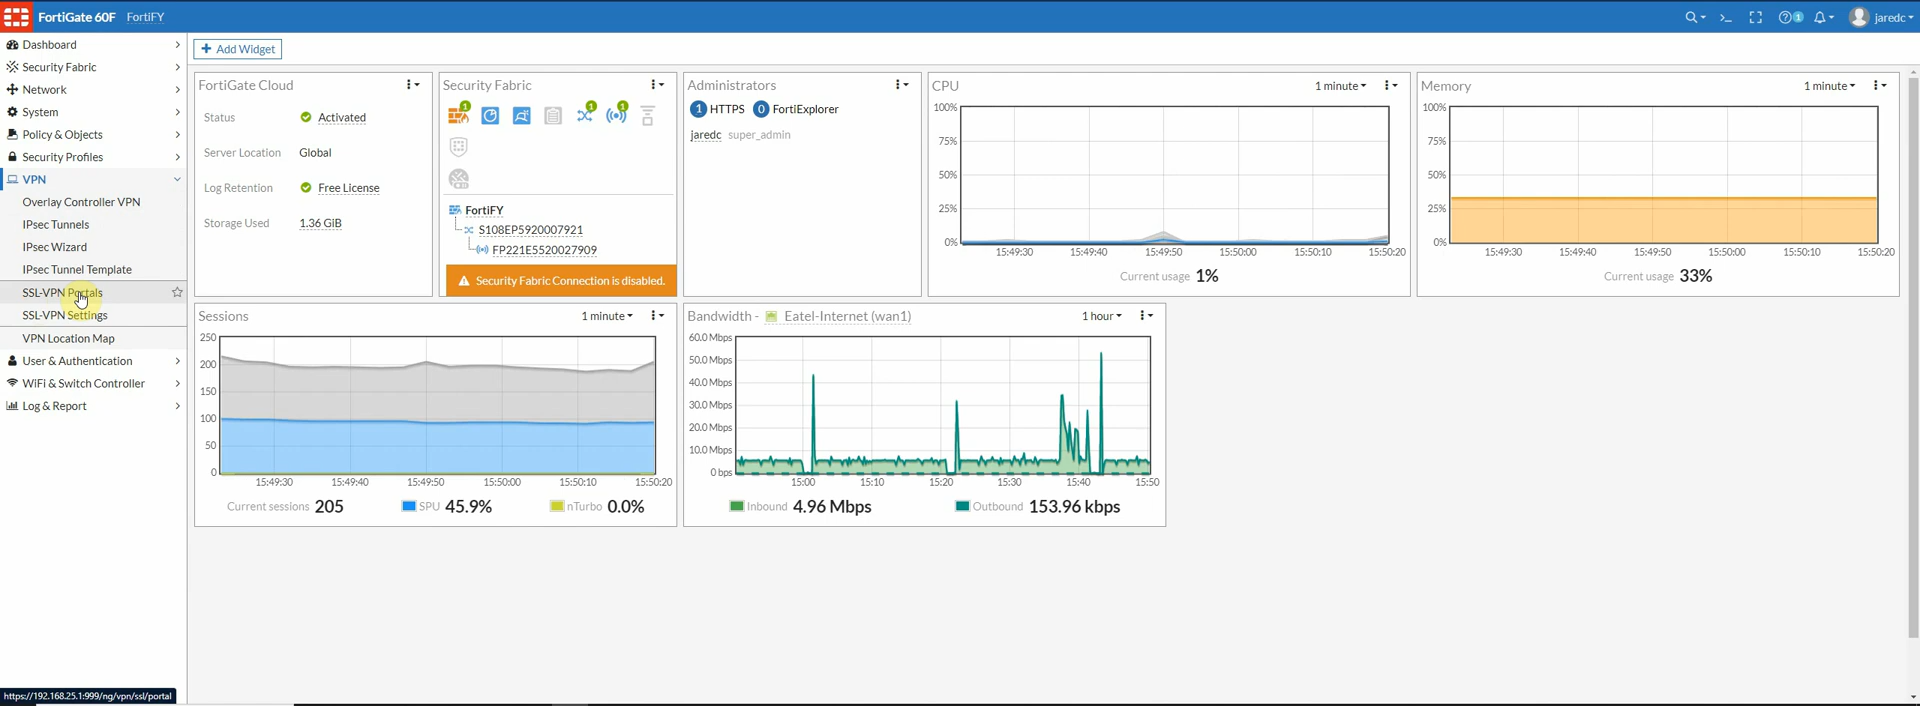 FortiGate 60F FortiFY
1
jaredc
Dashboard
Security Fabric
Network
System
Policy & Objects
Security Profiles
VPN
Overlay Controller VPN
IPsec Tunnels
IPsec Wizard
IPsec Tunnel Template
SSL-VPN Portals
SSL-VPN Settings
VPN Location Map
User & Authentication
WiFi & Switch Controller
Log & Report
https://192.168.25.1:999/ng/vpn/ssl/portal
+ Add Widget
FortiGate Cloud
Status Activated
Server Location Global
Log Retention Free License
Storage Used 1.36 GiB
Security Fabric
1 1 1
FortiFY
S108EP5920007921
FP221E5520027909
Security Fabric Connection is disabled.
Administrators
1 HTTPS 0 FortiExplorer
jaredc super_admin
CPU 1 minute
100%
75%
50%
25%
0%
15:49:30 15:49:40 15:49:50 15:50:00 15:50:10 15:50:20
Current usage 1%
Memory 1 minute
100%
75%
50%
25%
0%
15:49:30 15:49:40 15:49:50 15:50:00 15:50:10 15:50:20
Current usage 33%
Sessions 1 minute
250
200
150
100
50
0
15:49:30 15:49:40 15:49:50 15:50:00 15:50:10 15:50:20
Current sessions 205 SPU 45.9% nTurbo 0.0%
Bandwidth - Eatel-Internet (wan1) 1 hour
60.0 Mbps
50.0 Mbps
40.0 Mbps
30.0 Mbps
20.0 Mbps
10.0 Mbps
0 bps
15:00 15:10 15:20 15:30 15:40 15:50
Inbound 4.96 Mbps Outbound 153.96 kbps